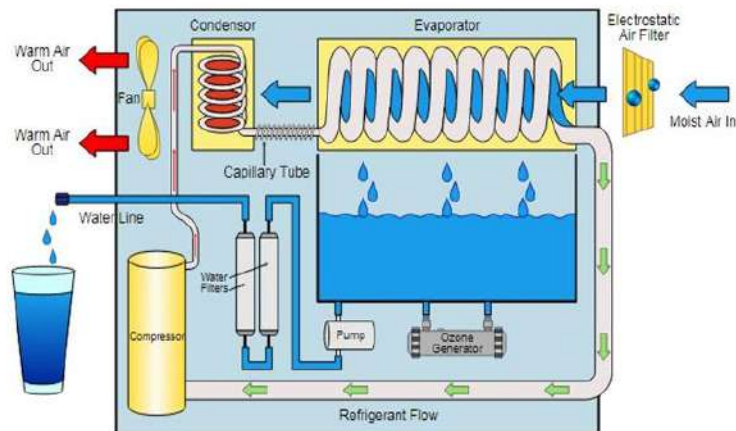 Condensor
Evaporator
Electrostatic
Air Filter
Warm Air
Out
Fan
Moist Air In
Warm Air
Out
Capillary Tube
Water Line
Water
Filters
Compressor
Pump
Ozone
Generator
Refrigerant Flow